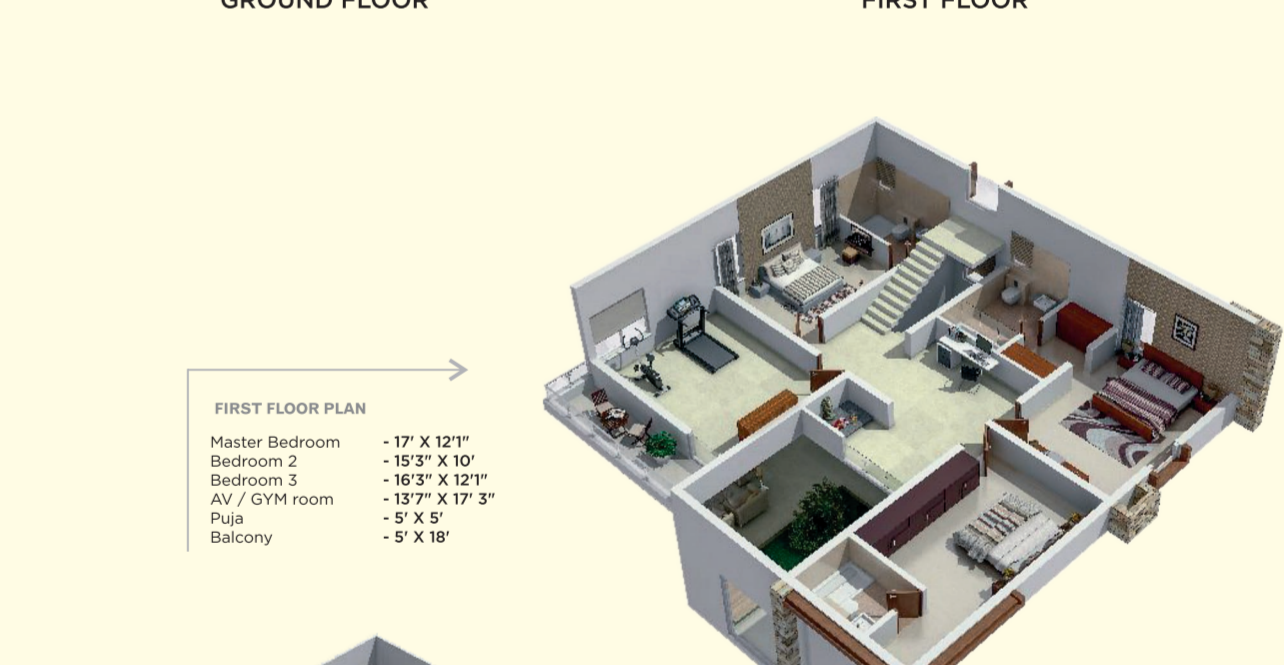 GROUND FLOOR
FIRST FLOOR
FIRST FLOOR PLAN
Master Bedroom - 17' X 12'1"
Bedroom 2 - 15'3" X 10'
Bedroom 3 - 16'3" X 12'1"
AV / GYM room - 13'7" X 17' 3"
Puja - 5' X 5'
Balcony - 5' X 18'